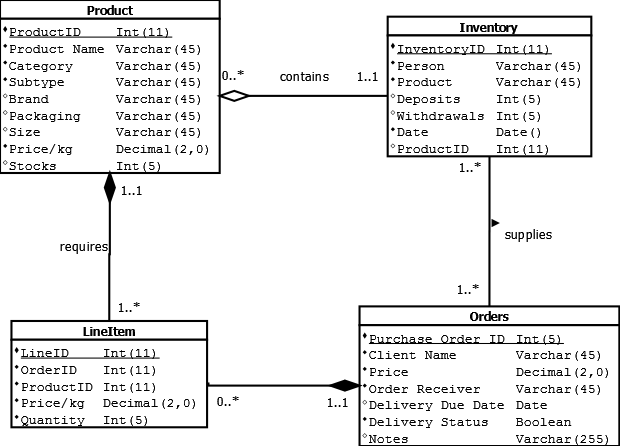 Product
ProductID Int(11)
Product Name Varchar(45)
Category Varchar(45)
Subtype Varchar(45)
Brand Varchar(45)
Packaging Varchar(45)
Size Varchar(45)
Price/kg Decimal(2,0)
Stocks Int(5)
0..*
contains
1..1
Inventory
InventoryID Int(11)
Person Varchar(45)
Product Varchar(45)
Deposits Int(5)
Withdrawals Int(5)
Date Date()
ProductID Int(11)
1..1
requires
1..*
1..*
supplies
1..*
LineItem
LineID Int(11)
OrderID Int(11)
ProductID Int(11)
Price/kg Decimal(2,0)
Quantity Int(5)
0..*
1..1
Orders
Purchase Order ID Int(5)
Client Name Varchar(45)
Price Decimal(2,0)
Order Receiver Varchar(45)
Delivery Due Date Date
Delivery Status Boolean
Notes Varchar(255)